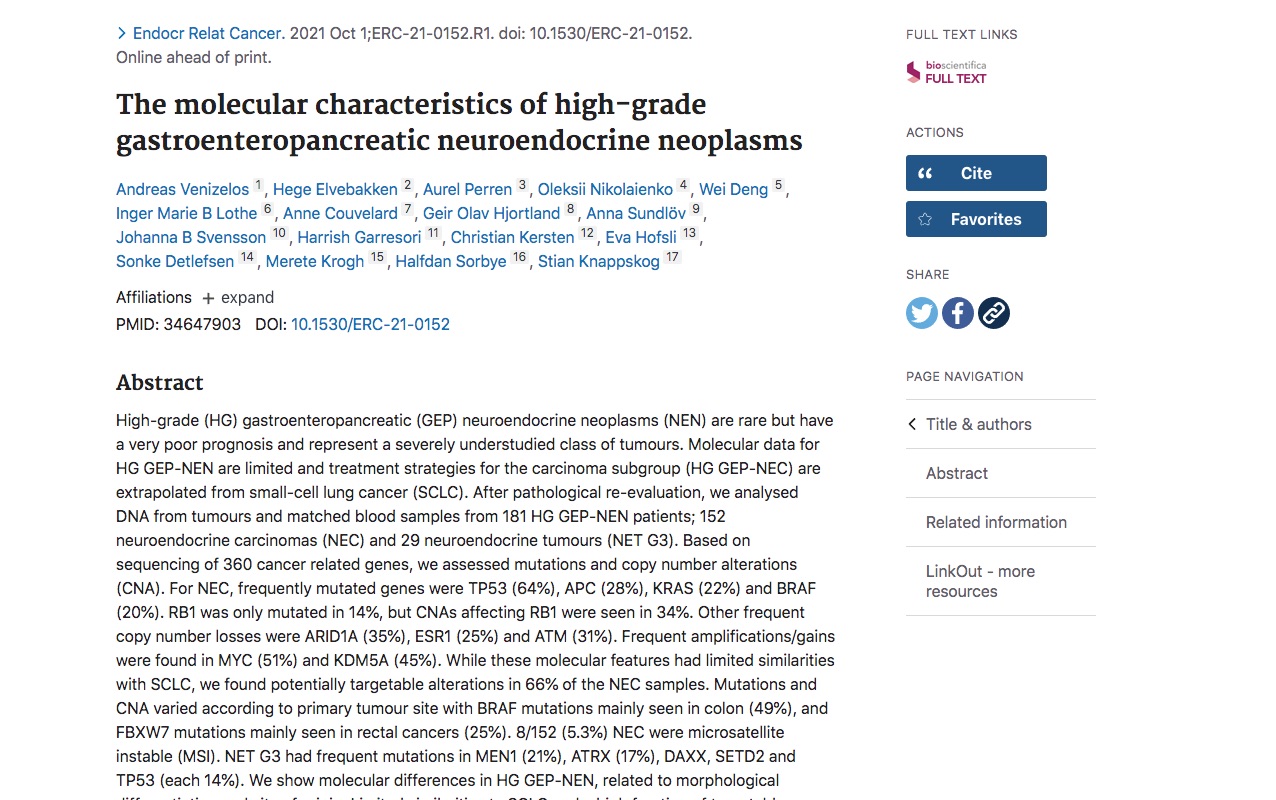 Endocr Relat Cancer. 2021 Oct 1;ERC-21-0152.R1. doi: 10.1530/ERC-21-0152.
Online ahead of print.
The molecular characteristics of high-grade
gastroenteropancreatic neuroendocrine neoplasms
Andreas Venizelos 1, Hege Elvebakken 2, Aurel Perren 3, Oleksii Nikolaienko 4, Wei Deng 5,
Inger Marie B Lothe 6, Anne Couvelard 7, Geir Olav Hjortland 8, Anna Sundlöv 9,
Johanna B Svensson 10, Harrish Garresori 11, Christian Kersten 12, Eva Hofsli 13,
Sonke Detlefsen 14, Merete Krogh 15, Halfdan Sorbye 16, Stian Knappskog 17
Affiliations + expand
PMID: 34647903 DOI: 10.1530/ERC-21-0152
Abstract
High-grade (HG) gastroenteropancreatic (GEP) neuroendocrine neoplasms (NEN) are rare but have
a very poor prognosis and represent a severely understudied class of tumours. Molecular data for
HG GEP-NEN are limited and treatment strategies for the carcinoma subgroup (HG GEP-NEC) are
extrapolated from small-cell lung cancer (SCLC). After pathological re-evaluation, we analysed
DNA from tumours and matched blood samples from 181 HG GEP-NEN patients; 152
neuroendocrine carcinomas (NEC) and 29 neuroendocrine tumours (NET G3). Based on
sequencing of 360 cancer related genes, we assessed mutations and copy number alterations
(CNA). For NEC, frequently mutated genes were TP53 (64%), APC (28%), KRAS (22%) and BRAF
(20%). RB1 was only mutated in 14%, but CNAs affecting RB1 were seen in 34%. Other frequent
copy number losses were ARID1A (35%), ESR1 (25%) and ATM (31%). Frequent amplifications/gains
were found in MYC (51%) and KDM5A (45%). While these molecular features had limited similarities
with SCLC, we found potentially targetable alterations in 66% of the NEC samples. Mutations and
CNA varied according to primary tumour site with BRAF mutations mainly seen in colon (49%), and
FBXW7 mutations mainly seen in rectal cancers (25%). 8/152 (5.3%) NEC were microsatellite
instable (MSI). NET G3 had frequent mutations in MEN1 (21%), ATRX (17%), DAXX, SETD2 and
TP53 (each 14%). We show molecular differences in HG GEP-NEN, related to morphological
FULL TEXT LINKS
bioscientifica
FULL TEXT
ACTIONS
Cite
Favorites
SHARE
PAGE NAVIGATION
Title & authors
Abstract
Related information
LinkOut - more
resources